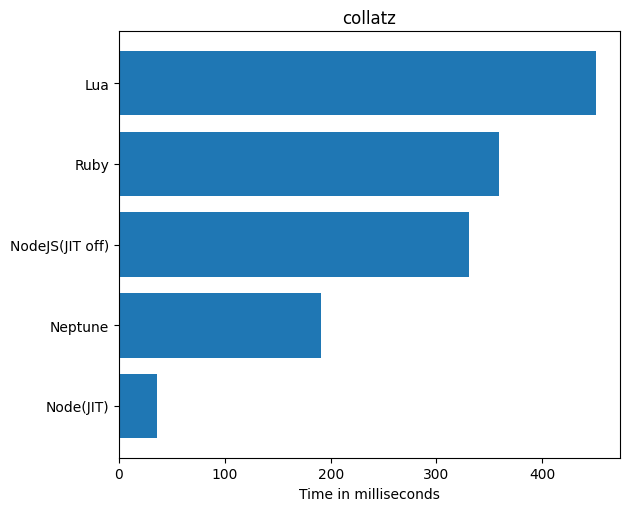 collatz
Lua
Ruby
NodeJS(JIT off)
Neptune
Node(JIT)
0 100 200 300 400
Time in milliseconds